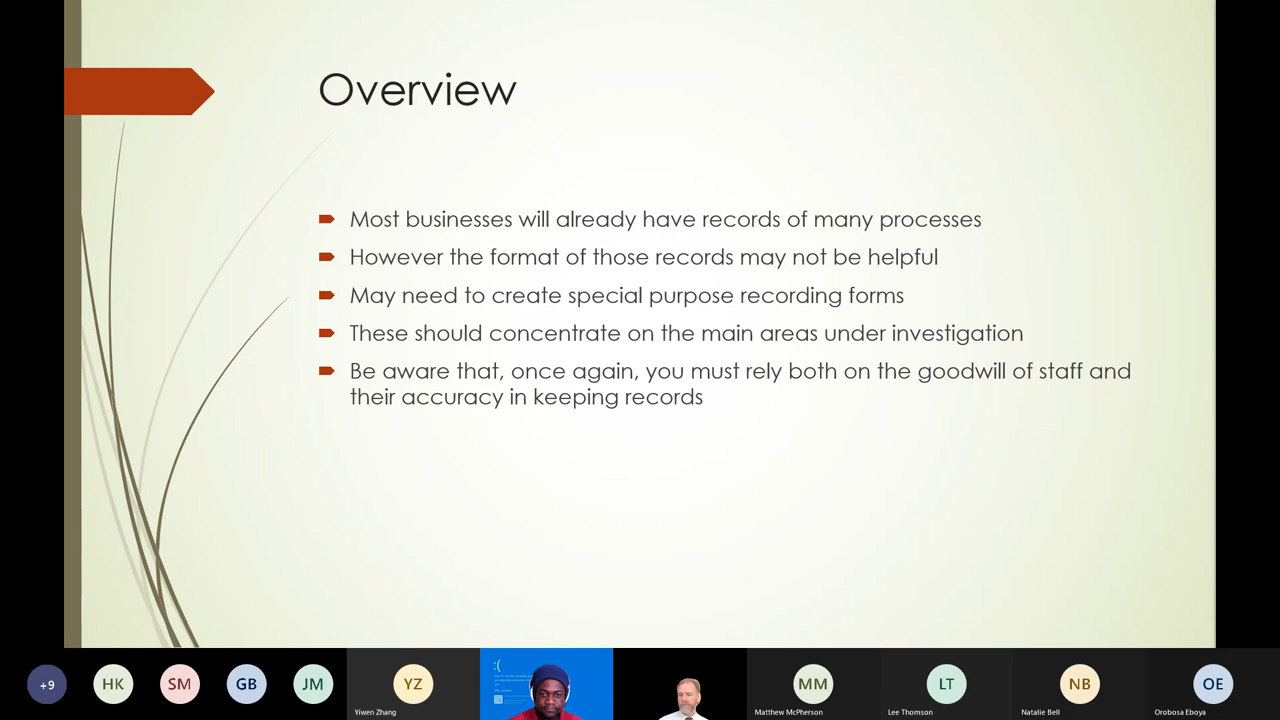 Overview
Most businesses will already have records of many processes
However the format of those records may not be helpful
May need to create special purpose recording forms
These should concentrate on the main areas under investigation
Be aware that, once again, you must rely both on the goodwill of staff and
their accuracy in keeping records
+9
HK
SM
GB
JM
YZ
Yiwen Zhang
:(
MM
Matthew McPherson
LT
Lee Thomson
NB
Natalie Bell
OE
Orobosa Eboya